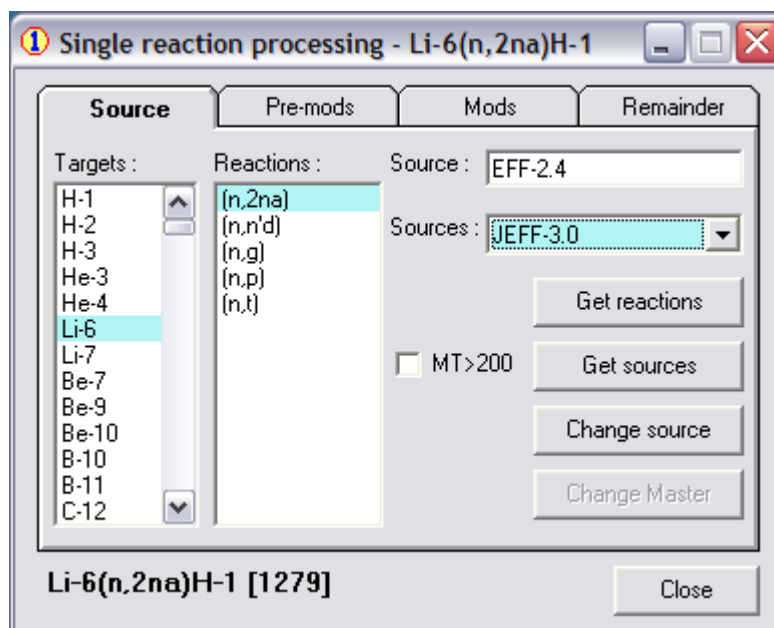 1 Single reaction processing - Li-6(n,2na)H-1
Source Pre-mods Mods Remainder
Targets : Reactions : Source : EFF-2.4
Sources : JEFF-3.0
H-1
H-2
H-3
He-3
He-4
Li-6
Li-7
Be-7
Be-9
Be-10
B-10
B-11
C-12
(n,2na)
(n,n'd)
(n,g)
(n,p)
(n,t)
Get reactions
MT>200 Get sources
Change source
Change Master
Li-6(n,2na)H-1 [1279] Close